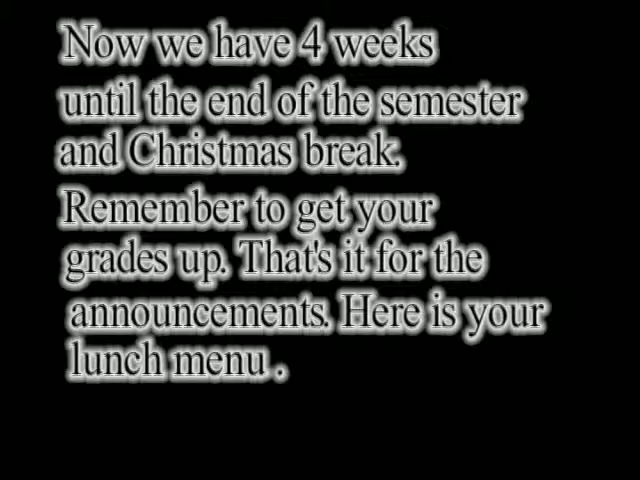 Now we have 4 weeks
until the end of the semester
and Christmas break.
Remember to get your
grades up. That's it for the
announcements. Here is your
lunch menu .